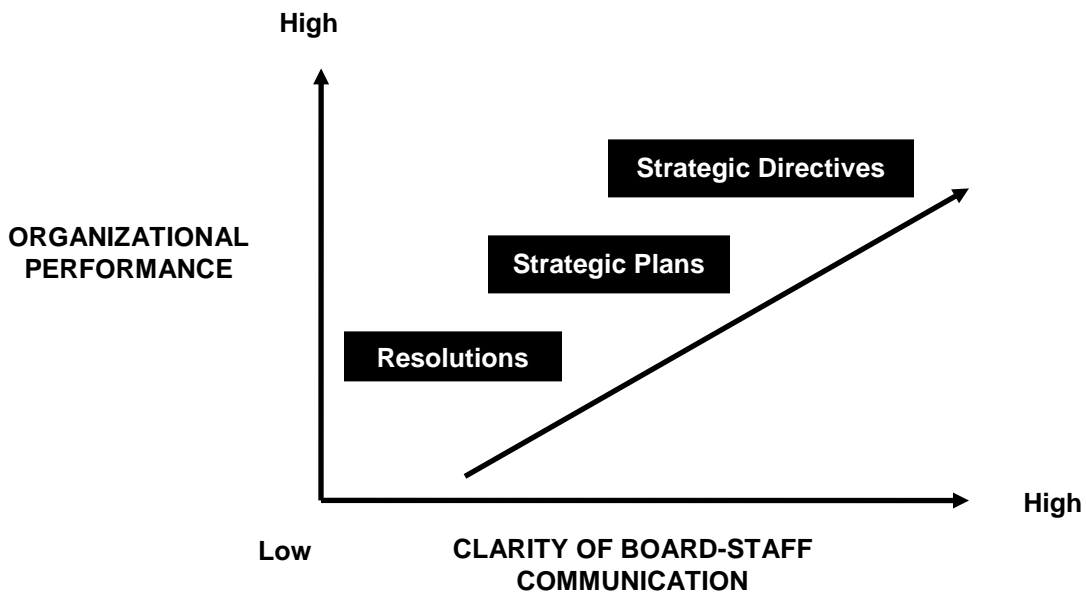 High
Strategic Directives
ORGANIZATIONAL
PERFORMANCE
Strategic Plans
Resolutions
High
Low
CLARITY OF BOARD-STAFF
COMMUNICATION